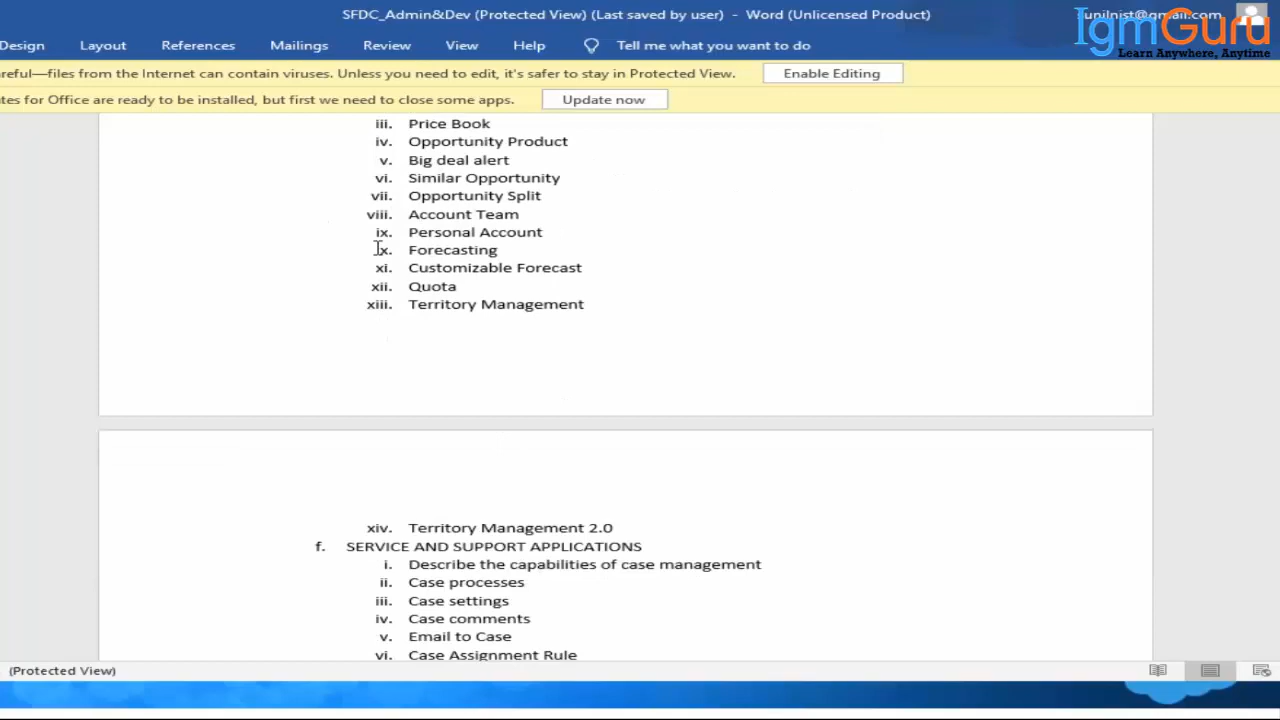 SFDC_Admin&Dev (Protected View) (Last saved by user) - Word (Unlicensed Product)
sunilnist@gmail.com
IgmGuru
Learn Anywhere, Anytime
Design Layout References Mailings Review View Help Tell me what you want to do
reful—files from the Internet can contain viruses. Unless you need to edit, it's safer to stay in Protected View. Enable Editing
tes for Office are ready to be installed, but first we need to close some apps. Update now
iii. Price Book
iv. Opportunity Product
v. Big deal alert
vi. Similar Opportunity
vii. Opportunity Split
viii. Account Team
ix. Personal Account
x. Forecasting
xi. Customizable Forecast
xii. Quota
xiii. Territory Management
xiv. Territory Management 2.0
f. SERVICE AND SUPPORT APPLICATIONS
i. Describe the capabilities of case management
ii. Case processes
iii. Case settings
iv. Case comments
v. Email to Case
vi. Case Assignment Rule
(Protected View)